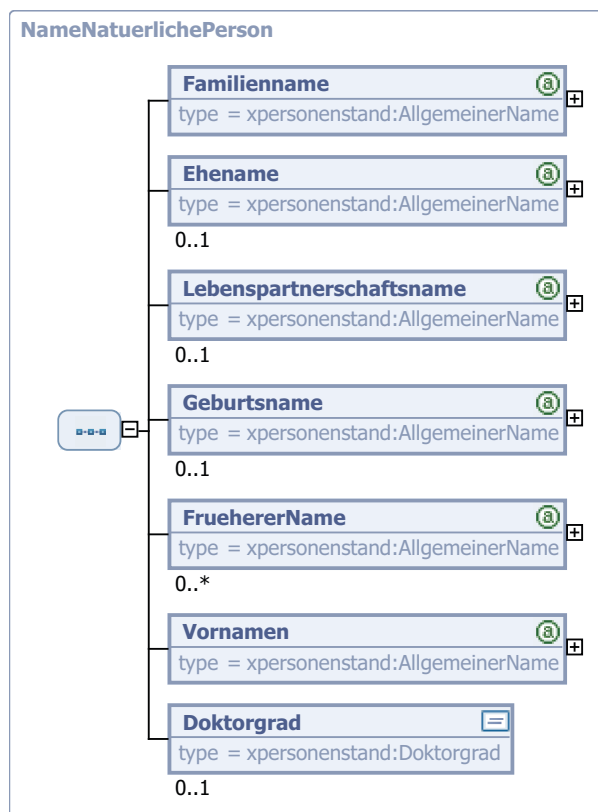 NameNatuerlichePerson
Familienname
type = xpersonenstand:AllgemeinerName
Ehename
type = xpersonenstand:AllgemeinerName
0..1
Lebenspartnerschaftsname
type = xpersonenstand:AllgemeinerName
0..1
Geburtsname
type = xpersonenstand:AllgemeinerName
0..1
FruehererName
type = xpersonenstand:AllgemeinerName
0..*
Vornamen
type = xpersonenstand:AllgemeinerName
Doktorgrad
type = xpersonenstand:Doktorgrad
0..1